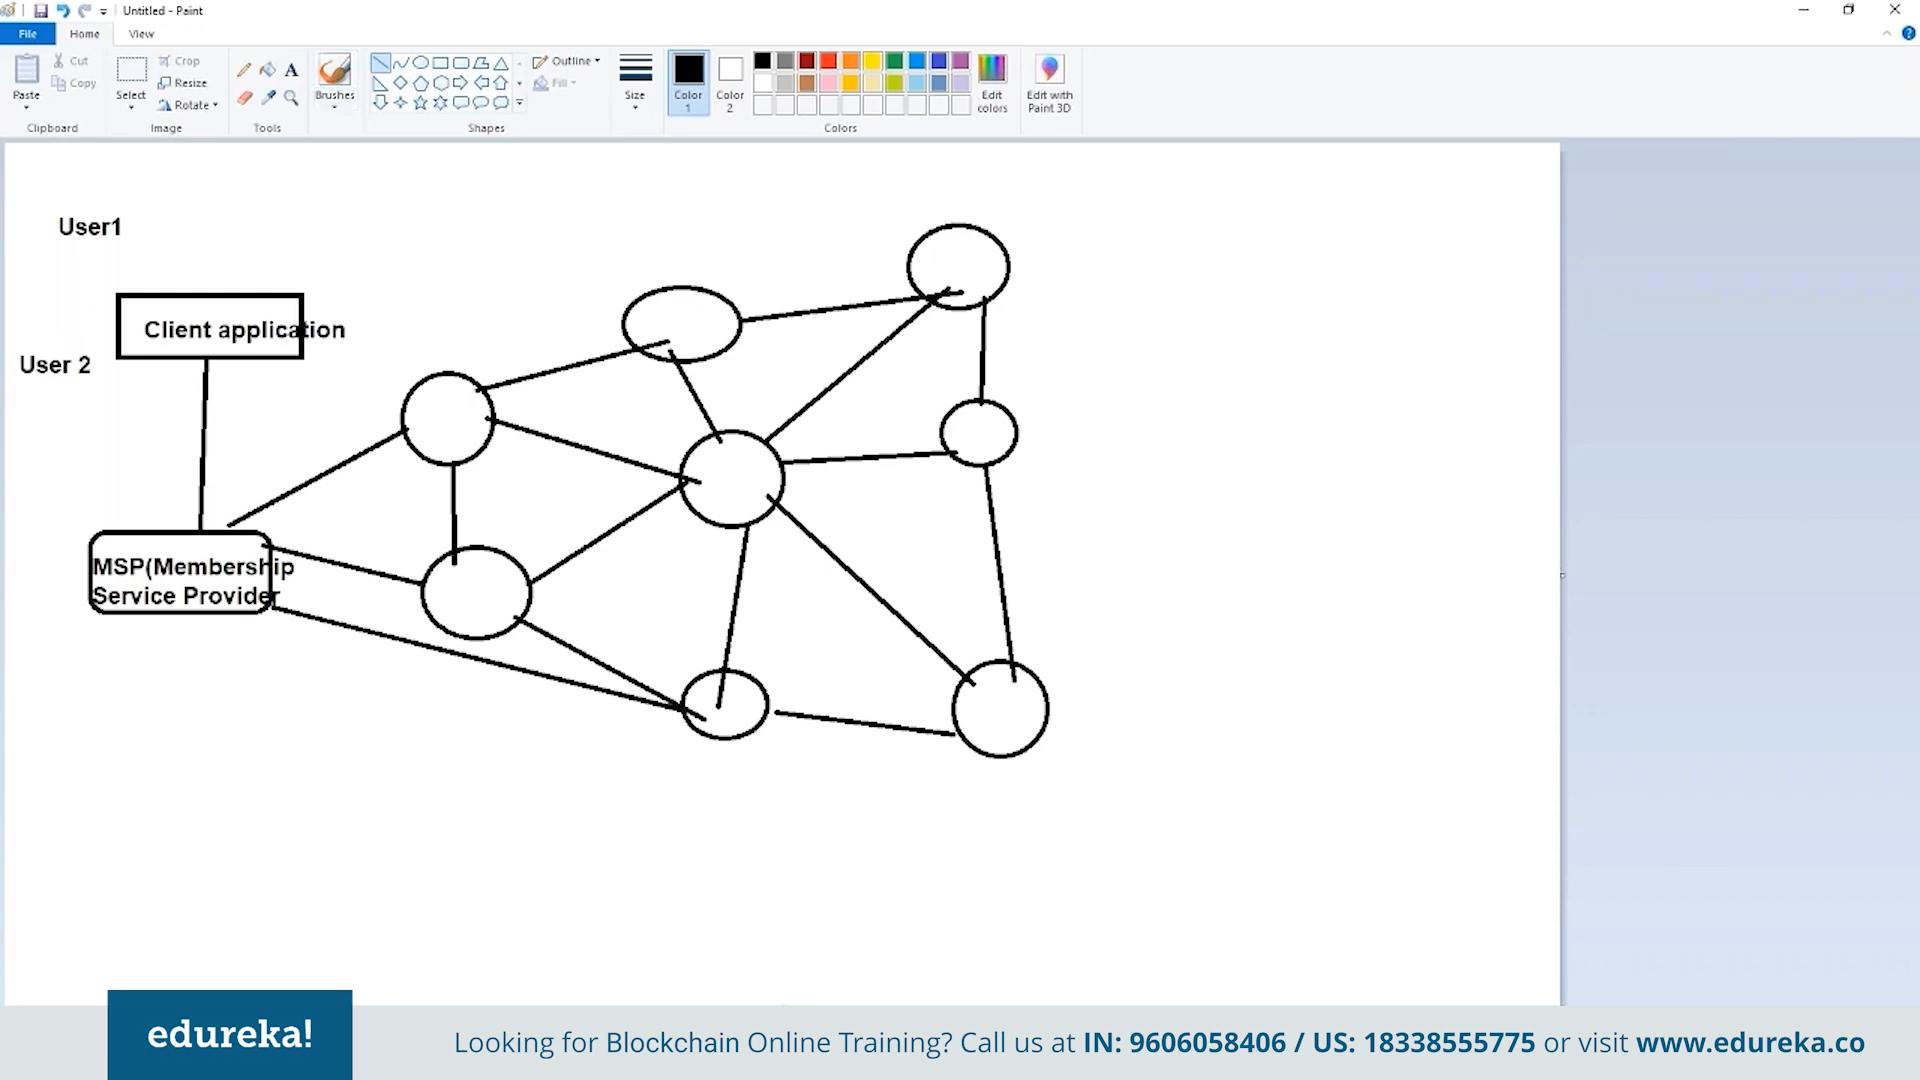 Untitled - Paint
File
Home
View
Paste
Cut
Copy
Clipboard
Select
Crop
Resize
Rotate
Image
A
Tools
Brushes
Outline
Fill
Shapes
Size
Color 1
Color 2
Edit colors
Colors
Edit with Paint 3D
User1
Client application
User 2
MSP(Membership
Service Provider
edureka!
Looking for Blockchain Online Training? Call us at IN: 9606058406 / US: 18338555775 or visit www.edureka.co